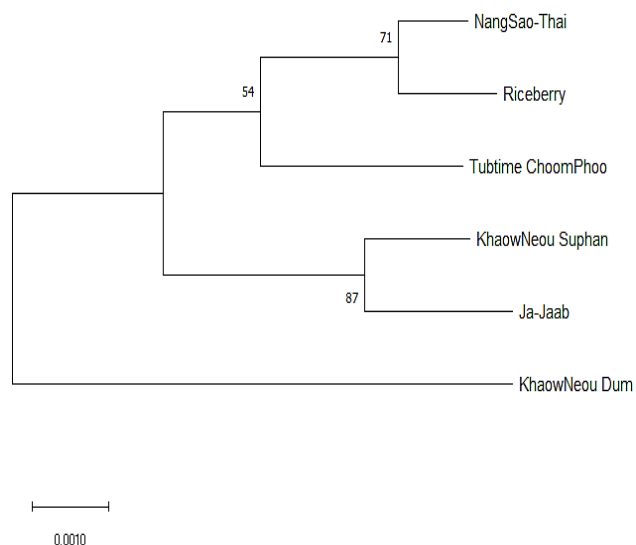 NangSao-Thai
71
Riceberry
54
Tubtime ChoomPhoo
KhaowNeou Suphan
87
Ja-Jaab
KhaowNeou Dum
0.0010